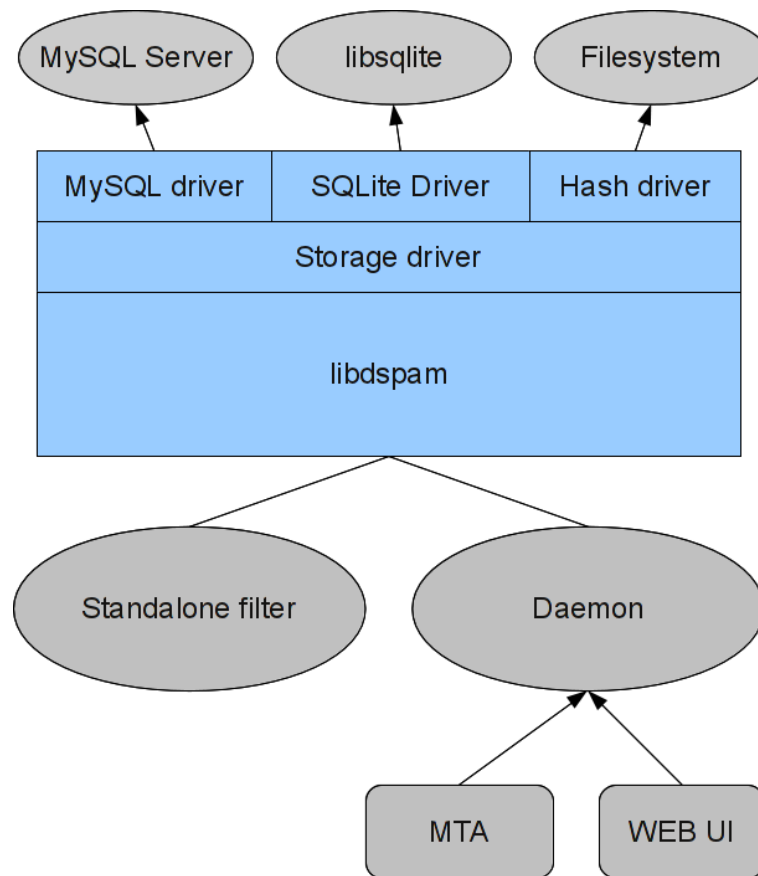 MySQL Server
libsqlite
Filesystem
MySQL driver
SQLite Driver
Hash driver
Storage driver
libdspam
Standalone filter
Daemon
MTA
WEB UI